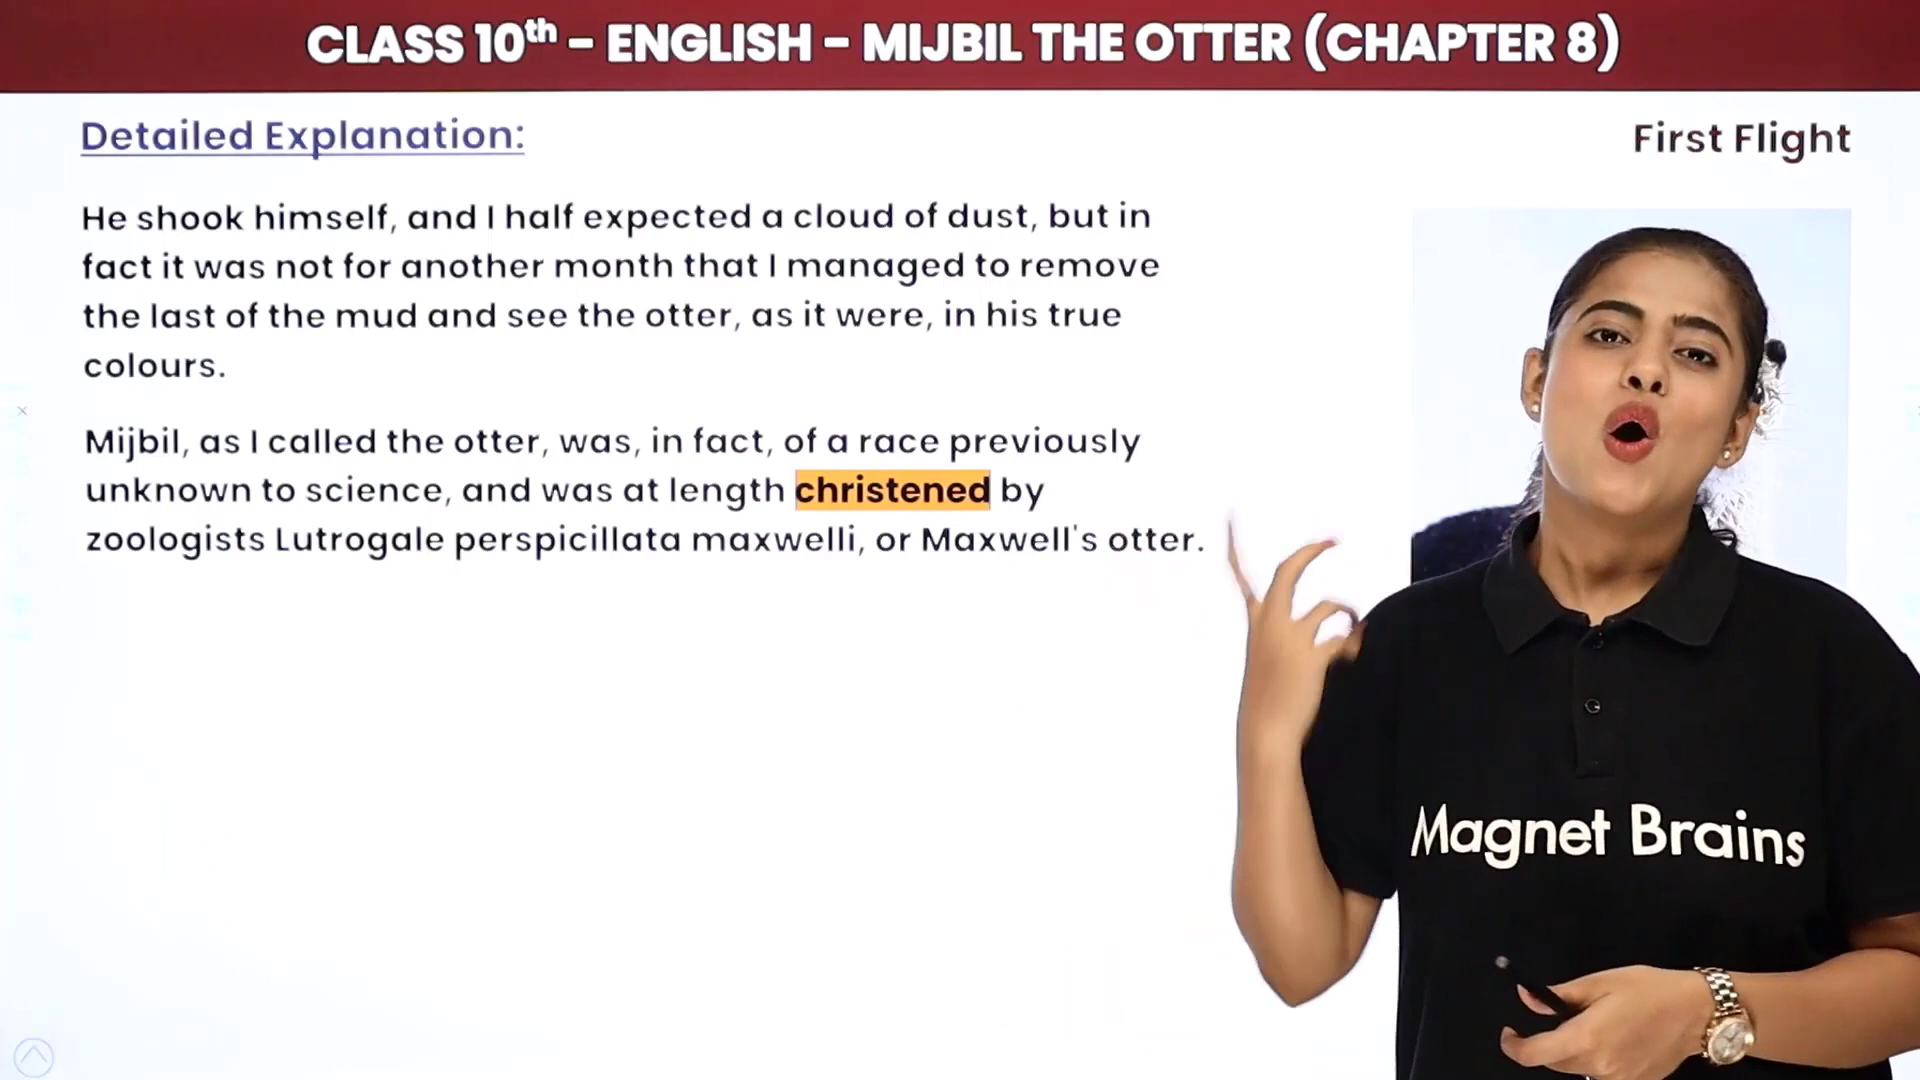 CLASS 10th - ENGLISH - MIJBIL THE OTTER (CHAPTER 8)
Detailed Explanation:
First Flight
He shook himself, and I half expected a cloud of dust, but in
fact it was not for another month that I managed to remove
the last of the mud and see the otter, as it were, in his true
colours.
Mijbil, as I called the otter, was, in fact, of a race previously
unknown to science, and was at length christened by
zoologists Lutrogale perspicillata maxwelli, or Maxwell's otter.
Magnet Brains